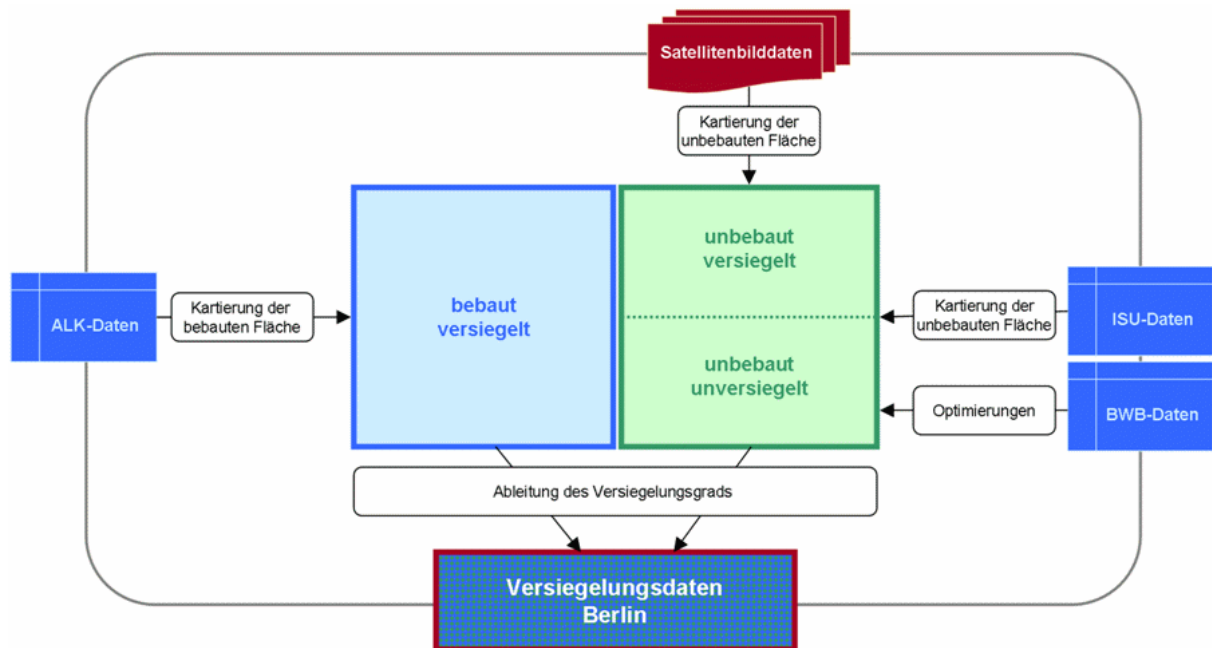 Satellitenbilddaten
Kartierung der
unbebauten Fläche
unbebaut
versiegelt
ALK-Daten
Kartierung der
bebauten Fläche
bebaut
versiegelt
Kartierung der
unbebauten Fläche
ISU-Daten
unbebaut
unversiegelt
Optimierungen
BWB-Daten
Ableitung des Versiegelungsgrads
Versiegelungsdaten
Berlin